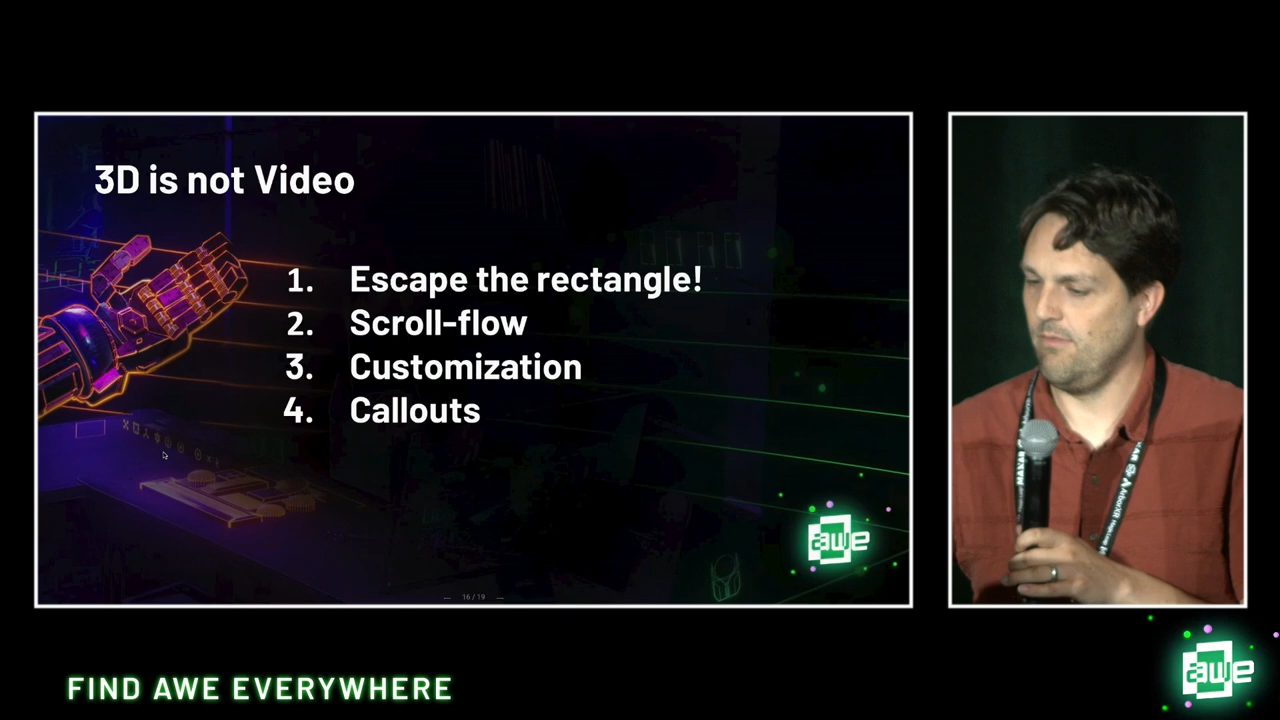 3D is not Video
1. Escape the rectangle!
2. Scroll-flow
3. Customization
4. Callouts
awe
16 / 19
FIND AWE EVERYWHERE
awe